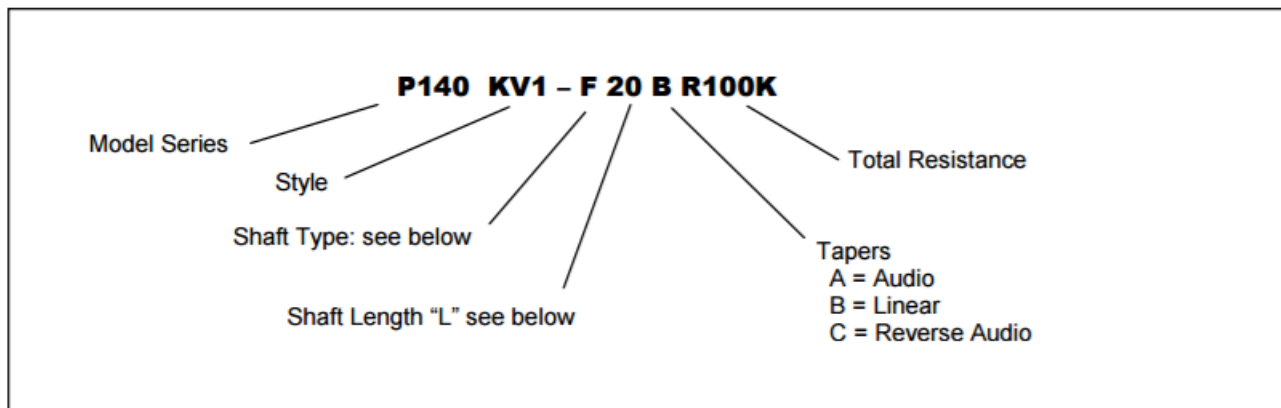 P140 KV1 – F 20 B R100K
Model Series
Total Resistance
Style
Shaft Type: see below
Tapers
A = Audio
B = Linear
C = Reverse Audio
Shaft Length “L” see below